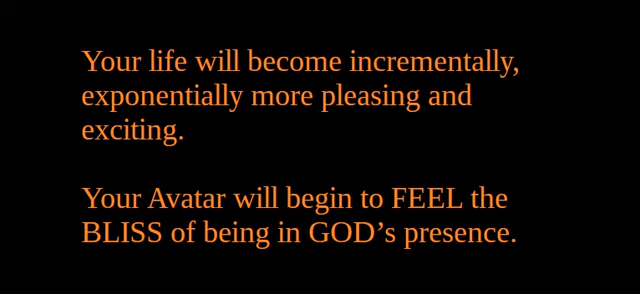 Your life will become incrementally,
exponentially more pleasing and
exciting.
Your Avatar will begin to FEEL the
BLISS of being in GOD’s presence.